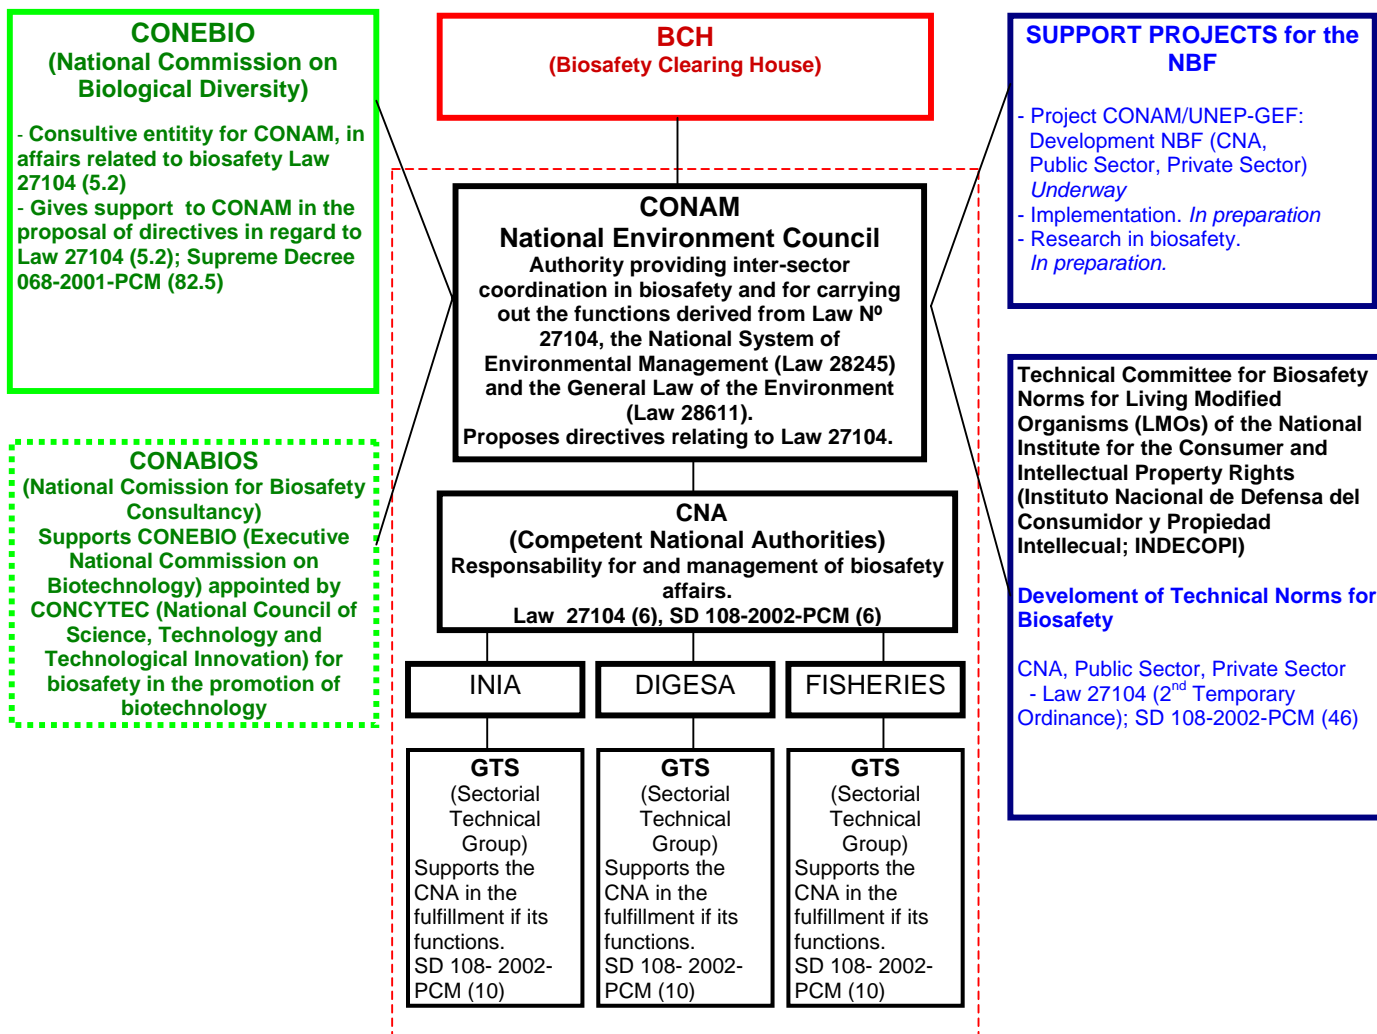 CONEBIO
(National Commission on
Biological Diversity)
- Consultive entitity for CONAM, in
affairs related to biosafety Law
27104 (5.2)
- Gives support to CONAM in the
proposal of directives in regard to
Law 27104 (5.2); Supreme Decree
068-2001-PCM (82.5)
CONABIOS
(National Comission for Biosafety
Consultancy)
Supports CONEBIO (Executive
National Commission on
Biotechnology) appointed by
CONCYTEC (National Council of
Science, Technology and
Technological Innovation) for
biosafety in the promotion of
biotechnology
BCH
(Biosafety Clearing House)
CONAM
National Environment Council
Authority providing inter-sector
coordination in biosafety and for carrying
out the functions derived from Law Nº
27104, the National System of
Environmental Management (Law 28245)
and the General Law of the Environment
(Law 28611).
Proposes directives relating to Law 27104.
CNA
(Competent National Authorities)
Responsability for and management of biosafety
affairs.
Law 27104 (6), SD 108-2002-PCM (6)
INIA
DIGESA
FISHERIES
GTS
(Sectorial
Technical
Group)
Supports the
CNA in the
fulfillment if its
functions.
SD 108- 2002-
PCM (10)
GTS
(Sectorial
Technical
Group)
Supports the
CNA in the
fulfillment if its
functions.
SD 108- 2002-
PCM (10)
GTS
(Sectorial
Technical
Group)
Supports the
CNA in the
fulfillment if its
functions.
SD 108- 2002-
PCM (10)
SUPPORT PROJECTS for the
NBF
- Project CONAM/UNEP-GEF:
Development NBF (CNA,
Public Sector, Private Sector)
Underway
- Implementation. In preparation
- Research in biosafety.
In preparation.
Technical Committee for Biosafety
Norms for Living Modified
Organisms (LMOs) of the National
Institute for the Consumer and
Intellectual Property Rights
(Instituto Nacional de Defensa del
Consumidor y Propiedad
Intellecual; INDECOPI)
Develoment of Technical Norms for
Biosafety
CNA, Public Sector, Private Sector
- Law 27104 (2nd Temporary
Ordinance); SD 108-2002-PCM (46)